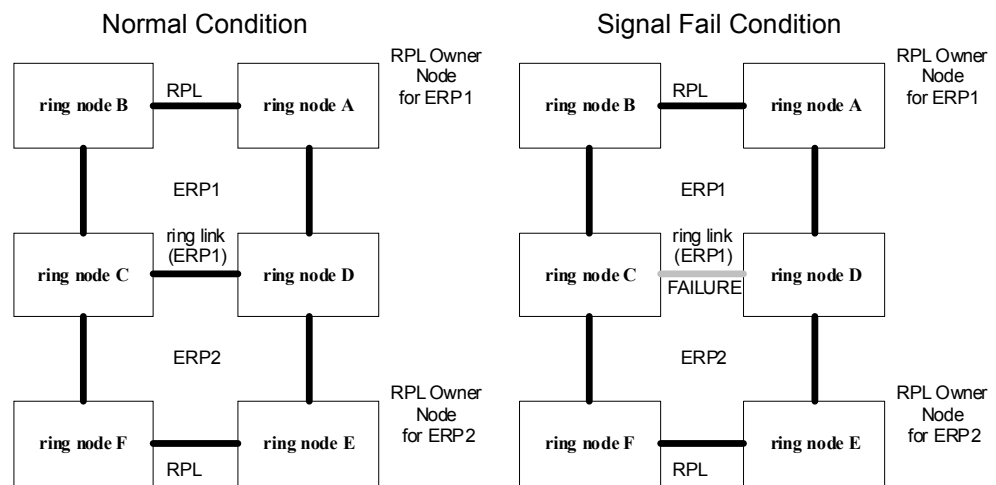 Normal Condition
RPL Owner
Node
for ERP1
ring node B
RPL
ring node A
ERP1
ring link
(ERP1)
ring node C
ring node D
ERP2
RPL Owner
Node
for ERP2
ring node F
RPL
ring node E
Signal Fail Condition
RPL Owner
Node
for ERP1
ring node B
RPL
ring node A
ERP1
ring link
(ERP1)
ring node C
FAILURE
ring node D
ERP2
RPL Owner
Node
for ERP2
ring node F
RPL
ring node E